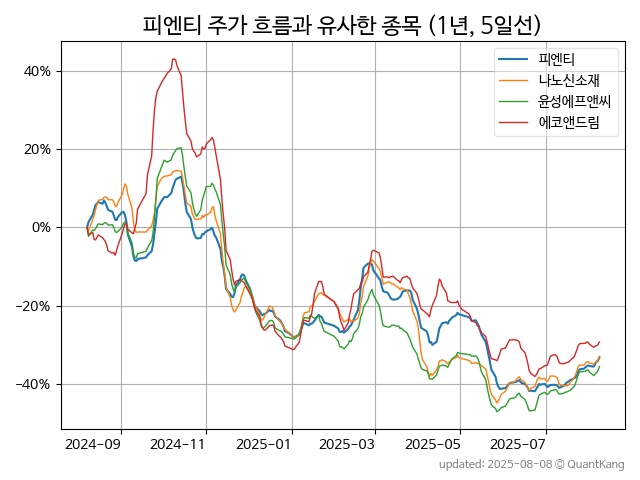 피엔티 주가 흐름과 유사한 종목 (1년, 5일선)
피엔티
나노신소재
윤성에프앤씨
에코앤드림
40%
20%
0%
−20%
−40%
2024-09 2024-11 2025-01 2025-03 2025-05 2025-07
updated: 2025-08-08 © QuantKang